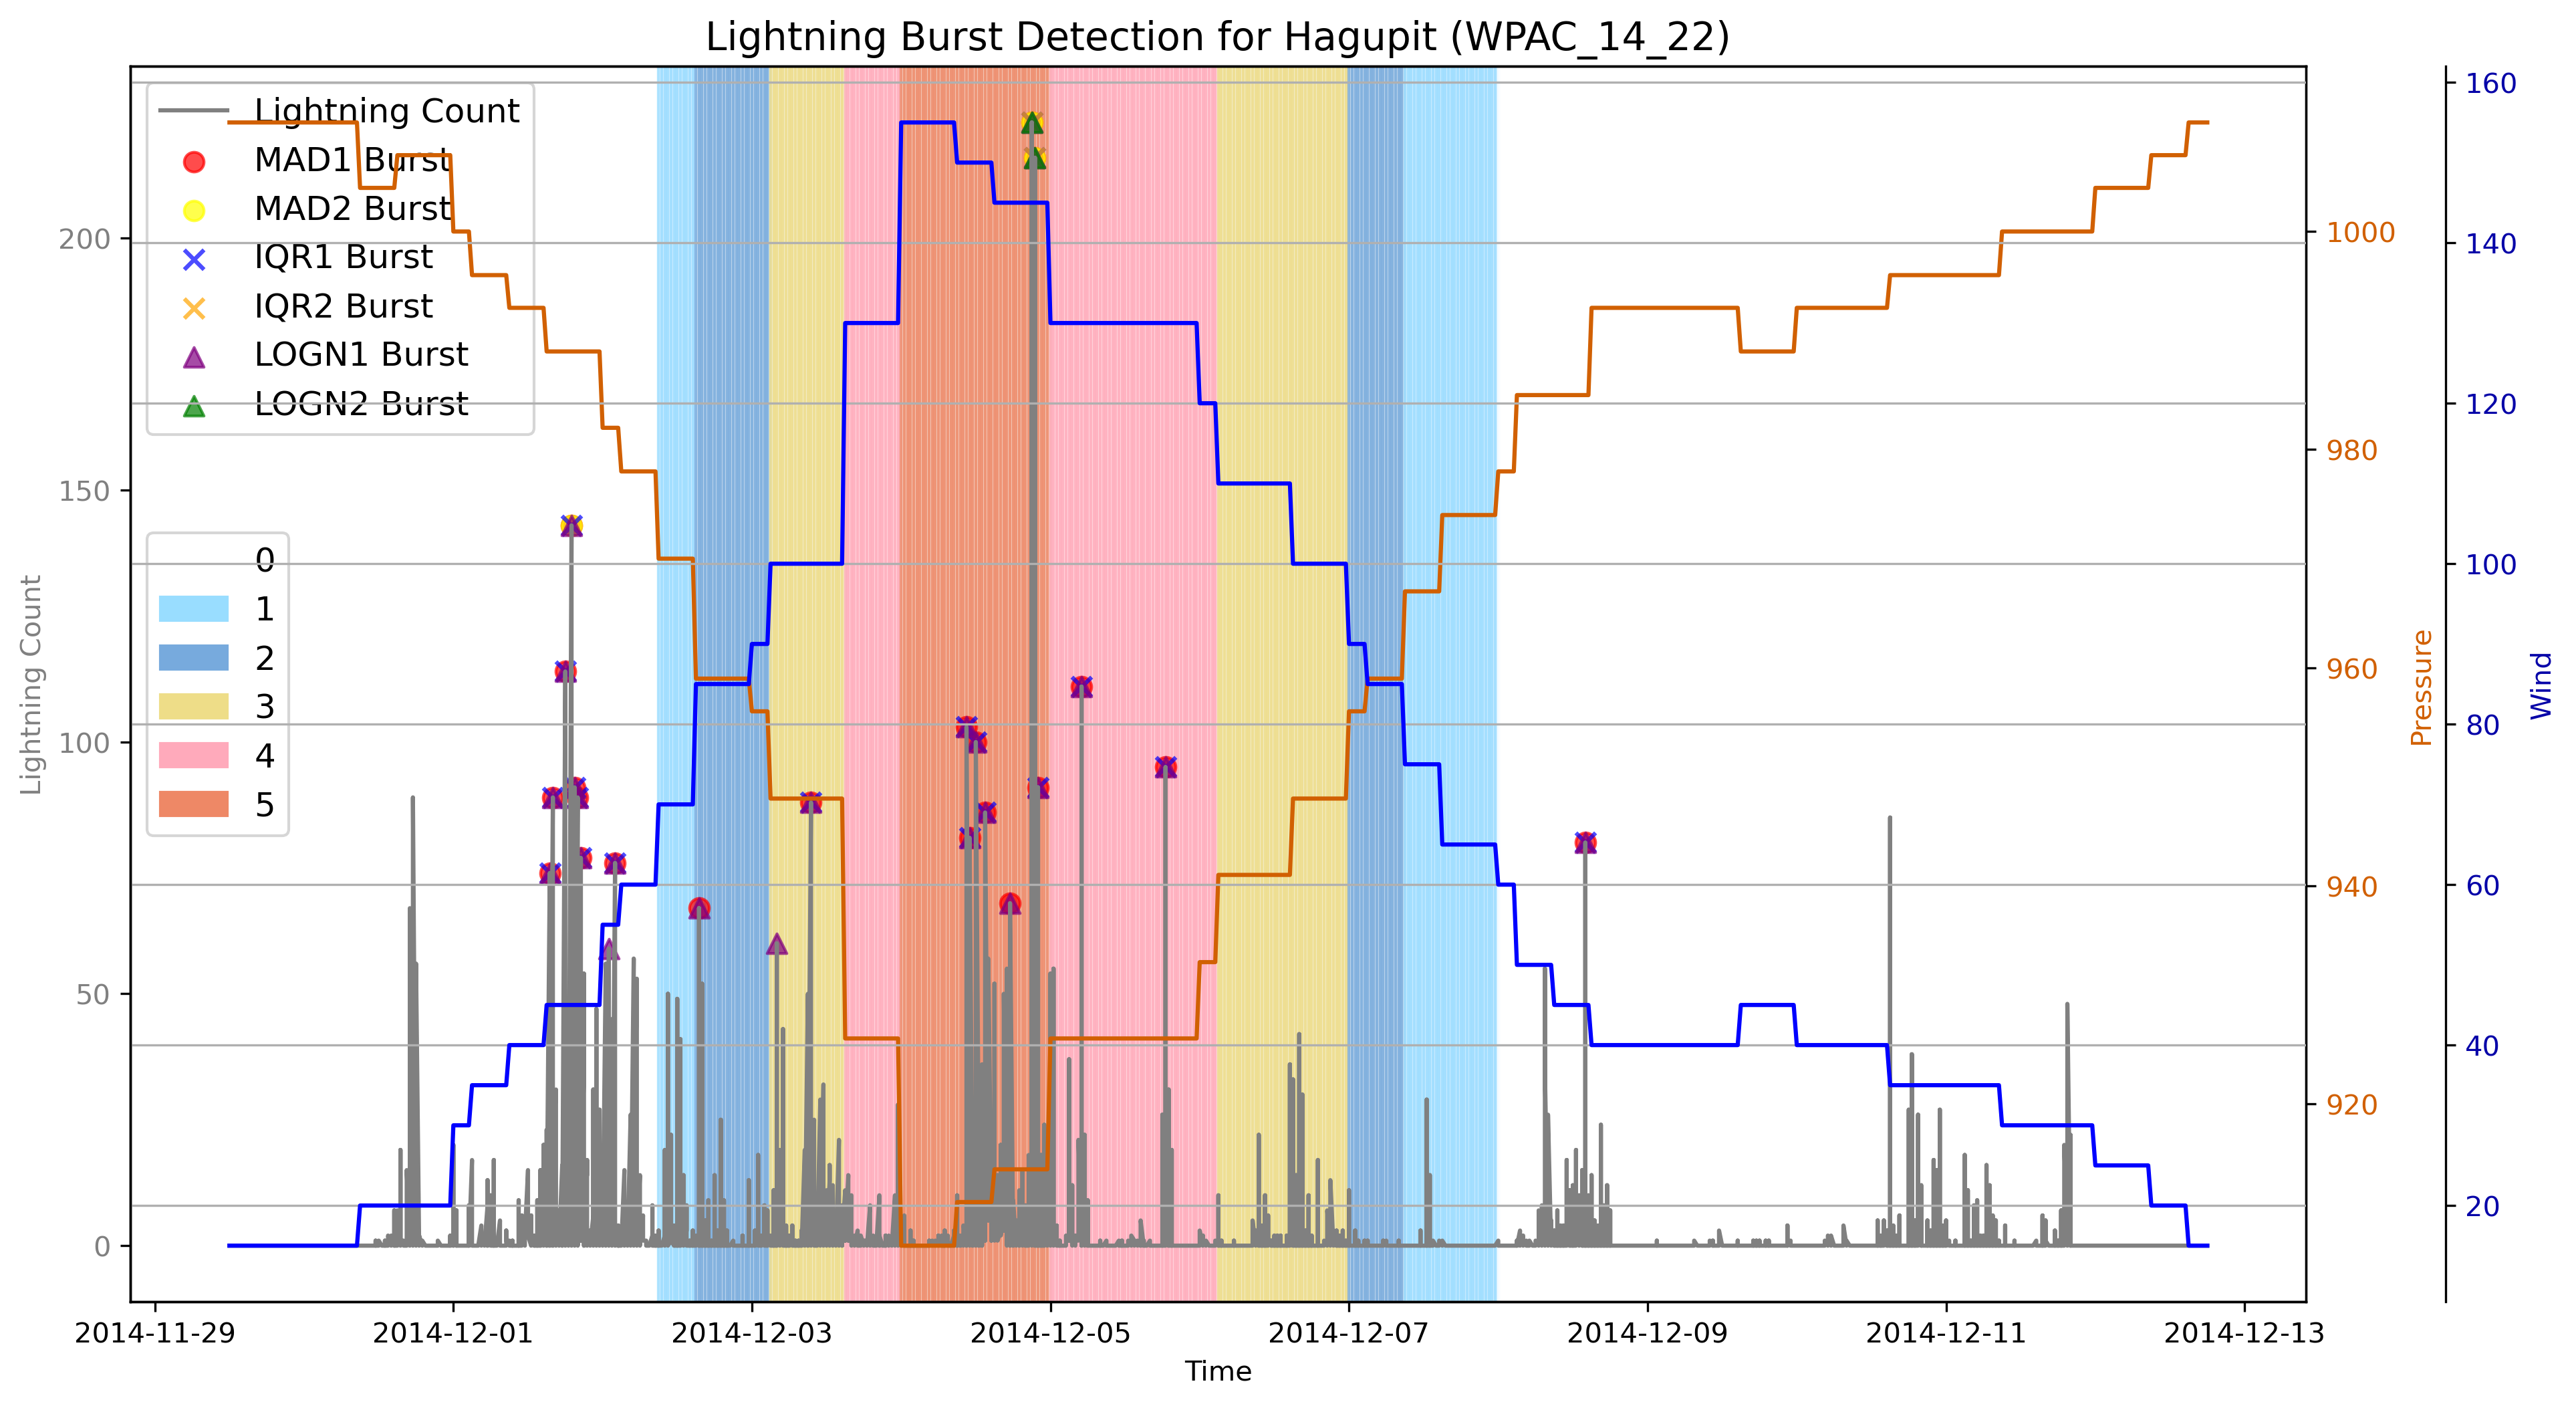 Lightning Burst Detection for Hagupit (WPAC_14_22)
Lightning Count
MAD1 Burst
MAD2 Burst
IQR1 Burst
IQR2 Burst
LOGN1 Burst
LOGN2 Burst
0
1
2
3
4
5
Lightning Count
200
150
100
50
0
1000
980
960
940
920
Pressure
160
140
120
100
80
60
40
20
Wind
2014-11-29
2014-12-01
2014-12-03
2014-12-05
2014-12-07
2014-12-09
2014-12-11
2014-12-13
Time